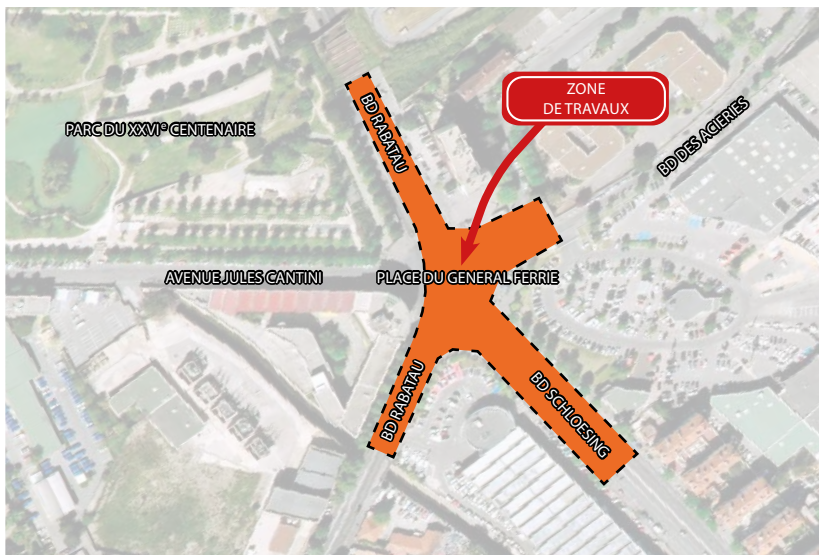 ZONE
DE TRAVAUX
BD RABATAU
PARC DU XXVIᵉ CENTENAIRE
BD DES ACIERIES
AVENUE JULES CANTINI
PLACE DU GENERAL FERRIE
BD RABATAU
BD SCHLOESING